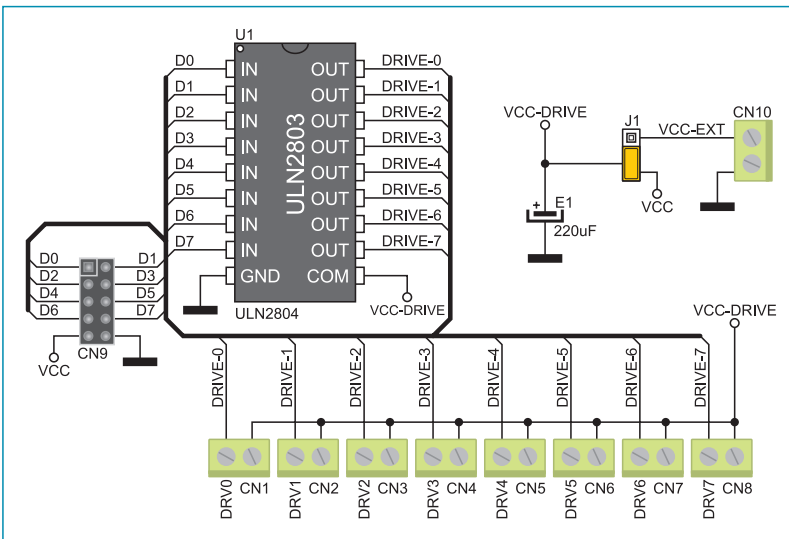 U1
D0 IN OUT DRIVE-0
D1 IN OUT DRIVE-1
D2 IN OUT DRIVE-2
D3 IN OUT DRIVE-3
D4 IN OUT DRIVE-4
D5 IN OUT DRIVE-5
D6 IN OUT DRIVE-6
D7 IN OUT DRIVE-7
GND COM
ULN2803
ULN2804
VCC-DRIVE
VCC-DRIVE
J1
VCC-EXT
CN10
VCC
E1
+
220uF
D0 D1
D2 D3
D4 D5
D6 D7
CN9
VCC
VCC-DRIVE
DRIVE-0
DRIVE-1
DRIVE-2
DRIVE-3
DRIVE-4
DRIVE-5
DRIVE-6
DRIVE-7
DRV0 CN1
DRV1 CN2
DRV2 CN3
DRV3 CN4
DRV4 CN5
DRV5 CN6
DRV6 CN7
DRV7 CN8